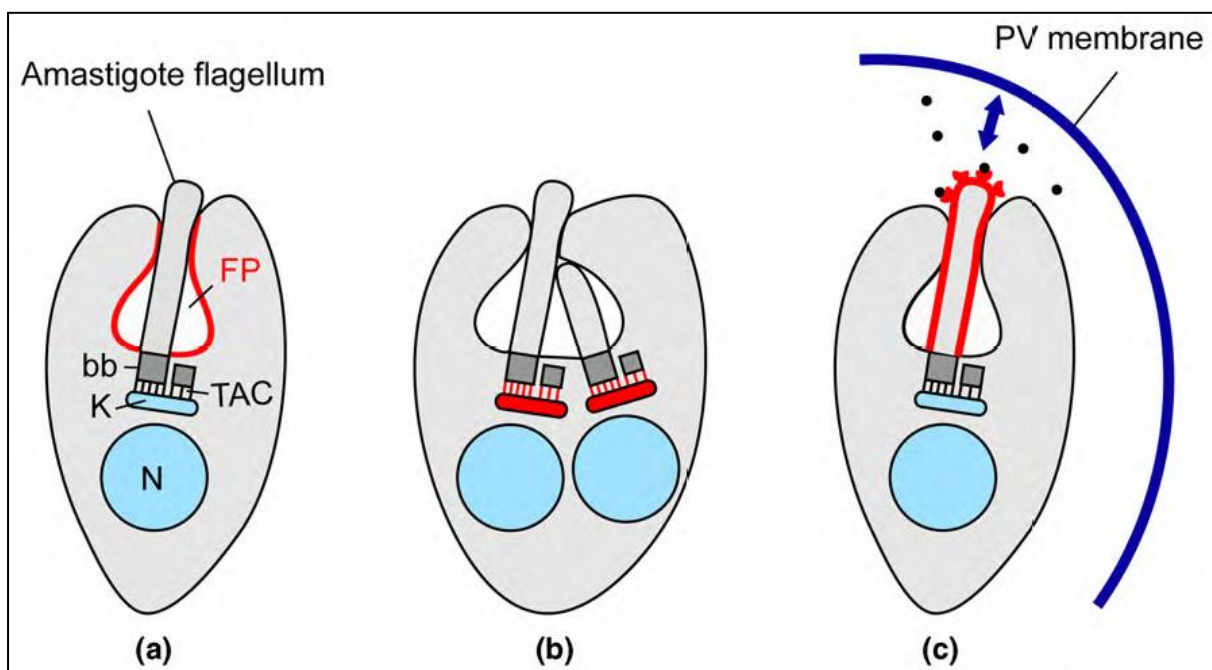 PV membrane
Amastigote flagellum
FP
bb
K
TAC
N
(a)
(b)
(c)